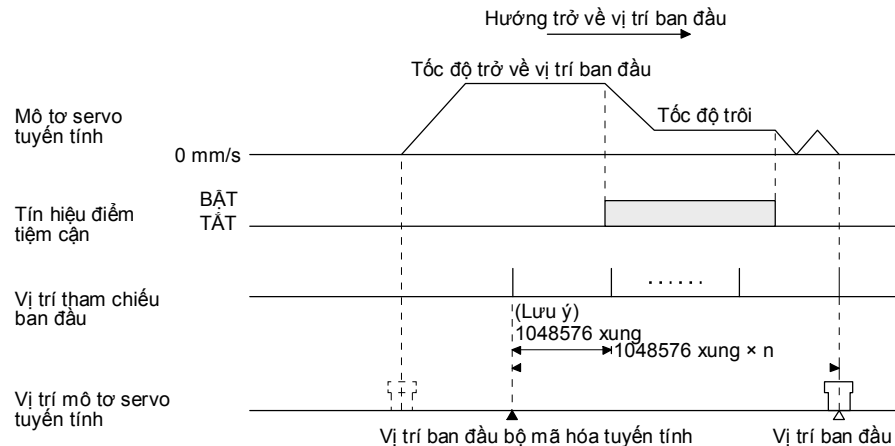 Hướng trở về vị trí ban đầu
Tốc độ trở về vị trí ban đầu
Mô tơ servo
tuyến tính
Tốc độ trôi
0 mm/s
Tín hiệu điểm
tiệm cận
BẬT
TẮT
Vị trí tham chiếu
ban đầu
......
(Lưu ý)
1048576 xung
1048576 xung × n
Vị trí mô tơ servo
tuyến tính
Vị trí ban đầu bộ mã hóa tuyến tính
Vị trí ban đầu